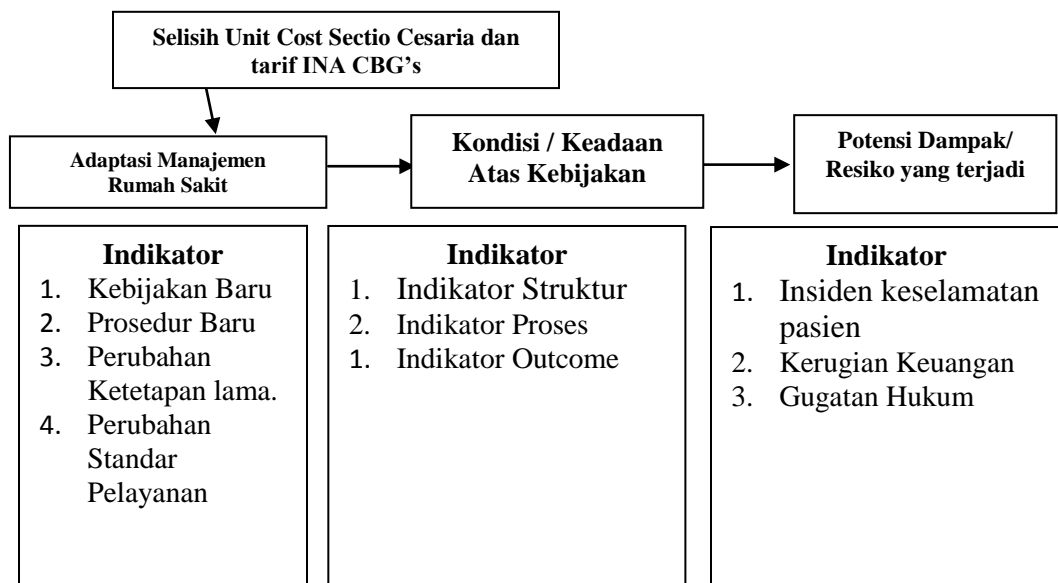 Selisih Unit Cost Sectio Cesaria dan
tarif INA CBG’s
Adaptasi Manajemen
Rumah Sakit
Kondisi / Keadaan
Atas Kebijakan
Potensi Dampak/
Resiko yang terjadi
Indikator
1. Kebijakan Baru
2. Prosedur Baru
3. Perubahan
Ketetapan lama.
4. Perubahan
Standar
Pelayanan
Indikator
1. Indikator Struktur
2. Indikator Proses
1. Indikator Outcome
Indikator
1. Insiden keselamatan
pasien
2. Kerugian Keuangan
3. Gugatan Hukum